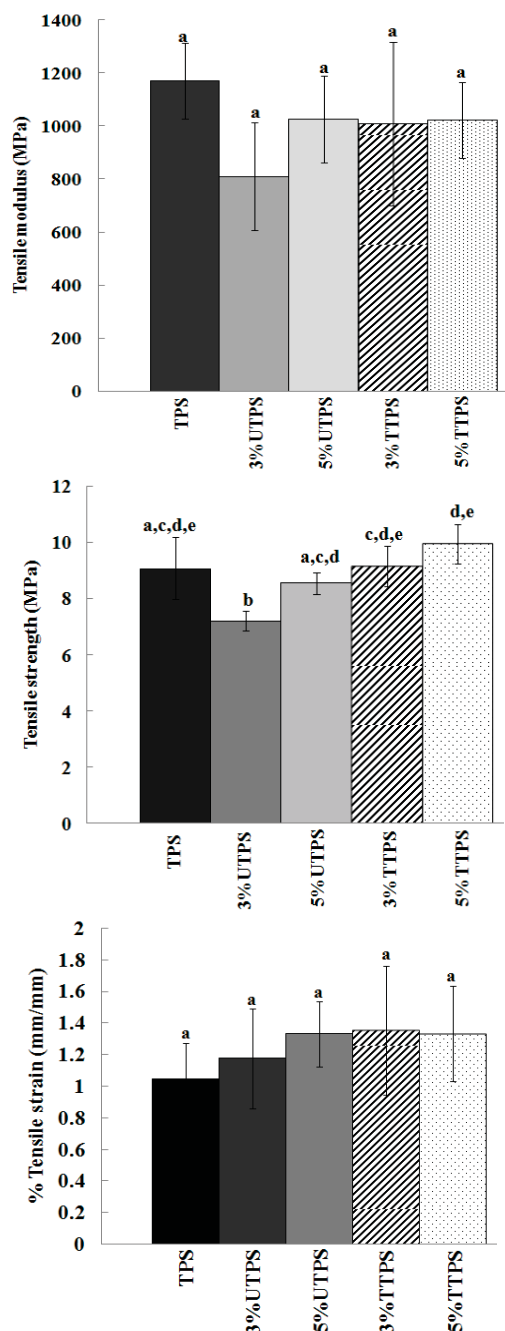 1400
1200
1000
800
600
400
200
0
Tensile modulus (MPa)
a
a
a
a
a
TPS
3%UTPS
5%UTPS
3%TTPS
5%TTPS
12
10
8
6
4
2
0
Tensile strength (MPa)
a,c,d,e
b
a,c,d
c,d,e
d,e
TPS
3%UTPS
5%UTPS
3%TTPS
5%TTPS
2
1.8
1.6
1.4
1.2
1
0.8
0.6
0.4
0.2
0
% Tensile strain (mm/mm)
a
a
a
a
a
TPS
3%UTPS
5%UTPS
3%TTPS
5%TTPS